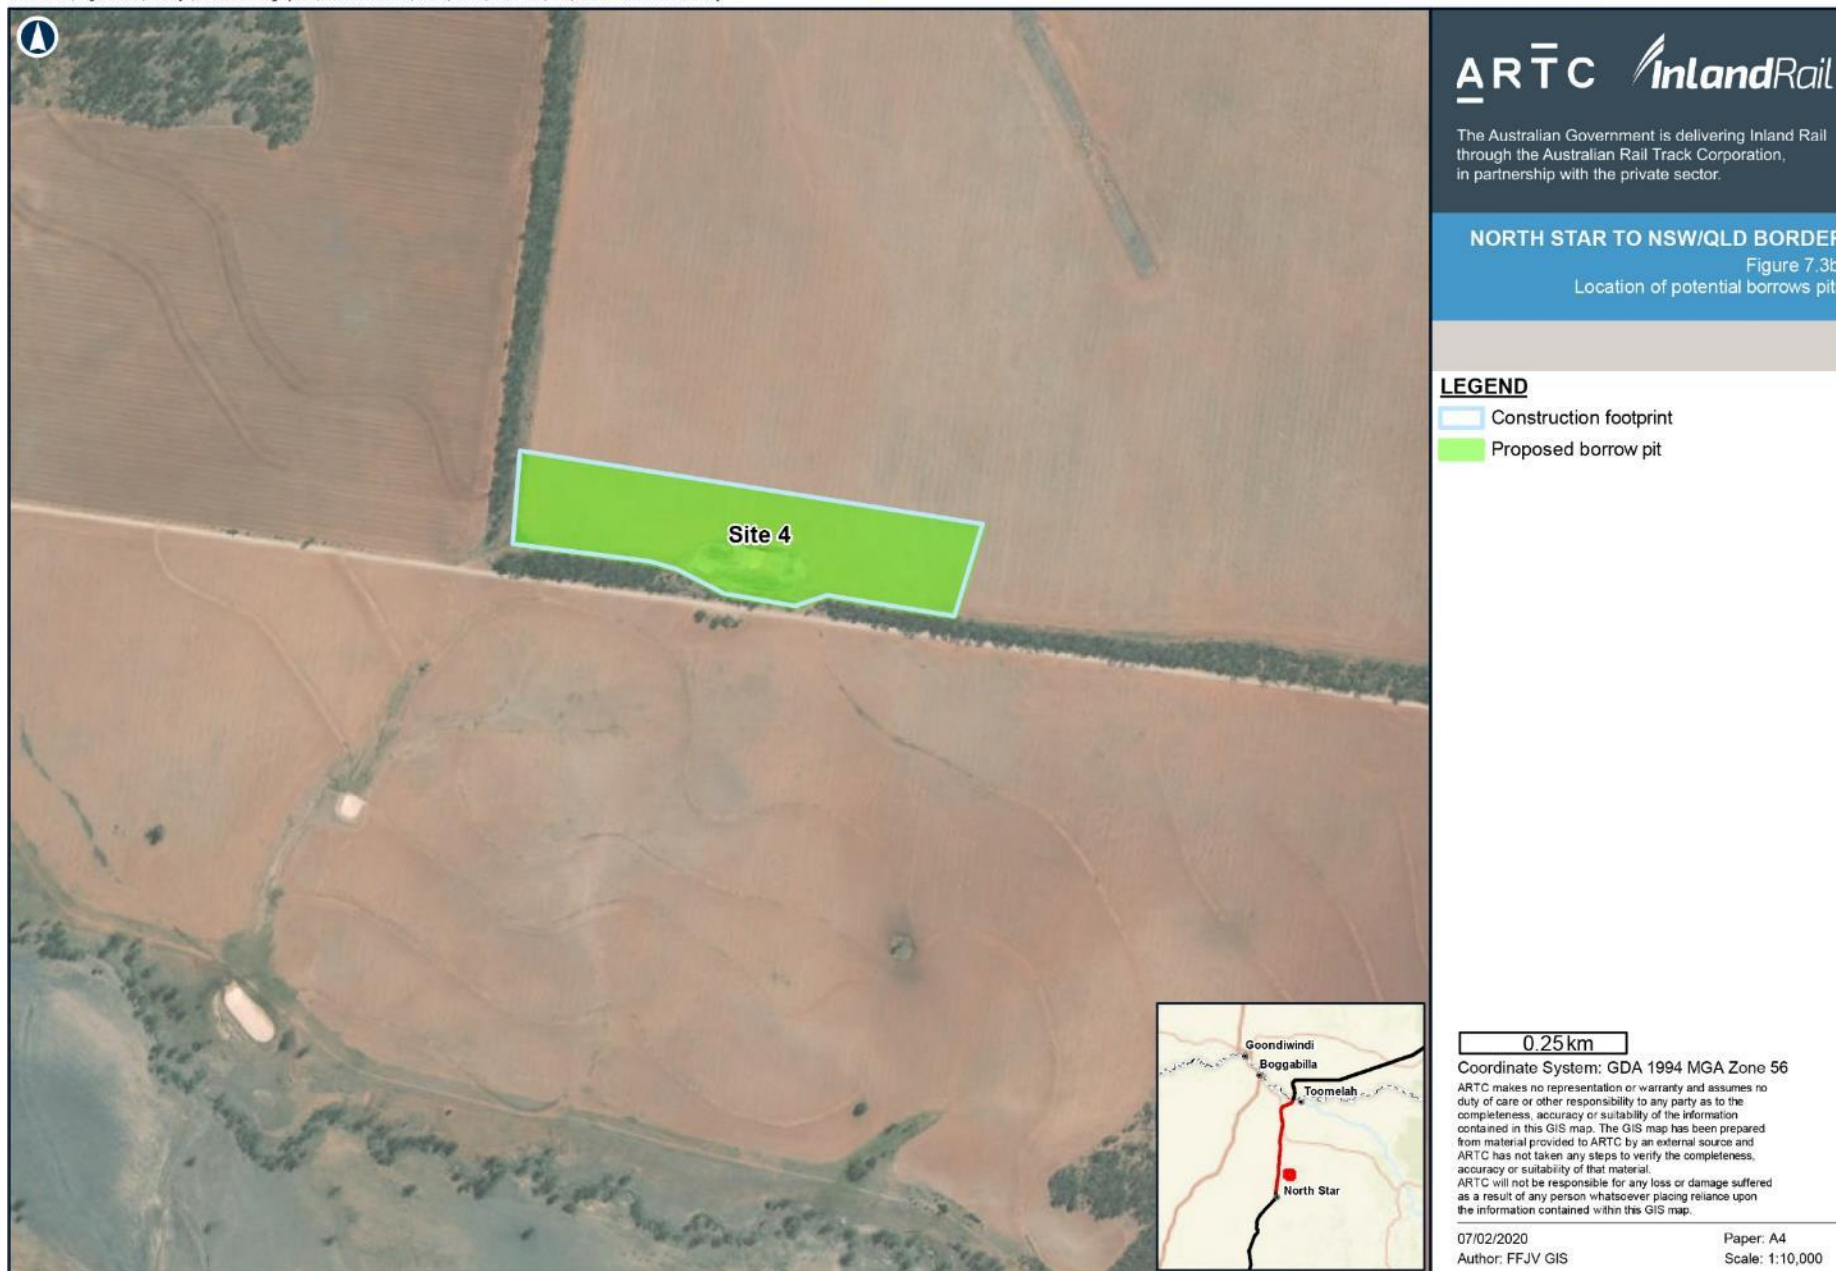 ARTC InlandRail
The Australian Government is delivering Inland Rail
through the Australian Rail Track Corporation,
in partnership with the private sector.
NORTH STAR TO NSW/QLD BORDER
Figure 7.3b
Location of potential borrows pit
LEGEND
Construction footprint
Proposed borrow pit
Site 4
Goondiwindi
Boggabilla
Toomelah
North Star
0.25km
Coordinate System: GDA 1994 MGA Zone 56
ARTC makes no representation or warranty and assumes no
duty of care or other responsibility to any party as to the
completeness, accuracy or suitability of the information
contained in this GIS map. The GIS map has been prepared
from material provided to ARTC by an external source and
ARTC has not taken any steps to verify the completeness,
accuracy or suitability of that material.
ARTC will not be responsible for any loss or damage suffered
as a result of any person whatsoever placing reliance upon
the information contained within this GIS map.
07/02/2020 Paper: A4
Author: FFJV GIS Scale: 1:10,000